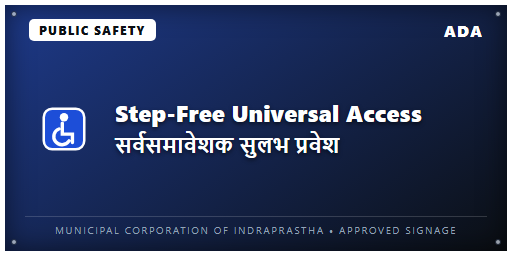 PUBLIC SAFETY
ADA
Step-Free Universal Access
सर्वसमावेशक सुलभ प्रवेश
MUNICIPAL CORPORATION OF INDRAPRASTHA • APPROVED SIGNAGE